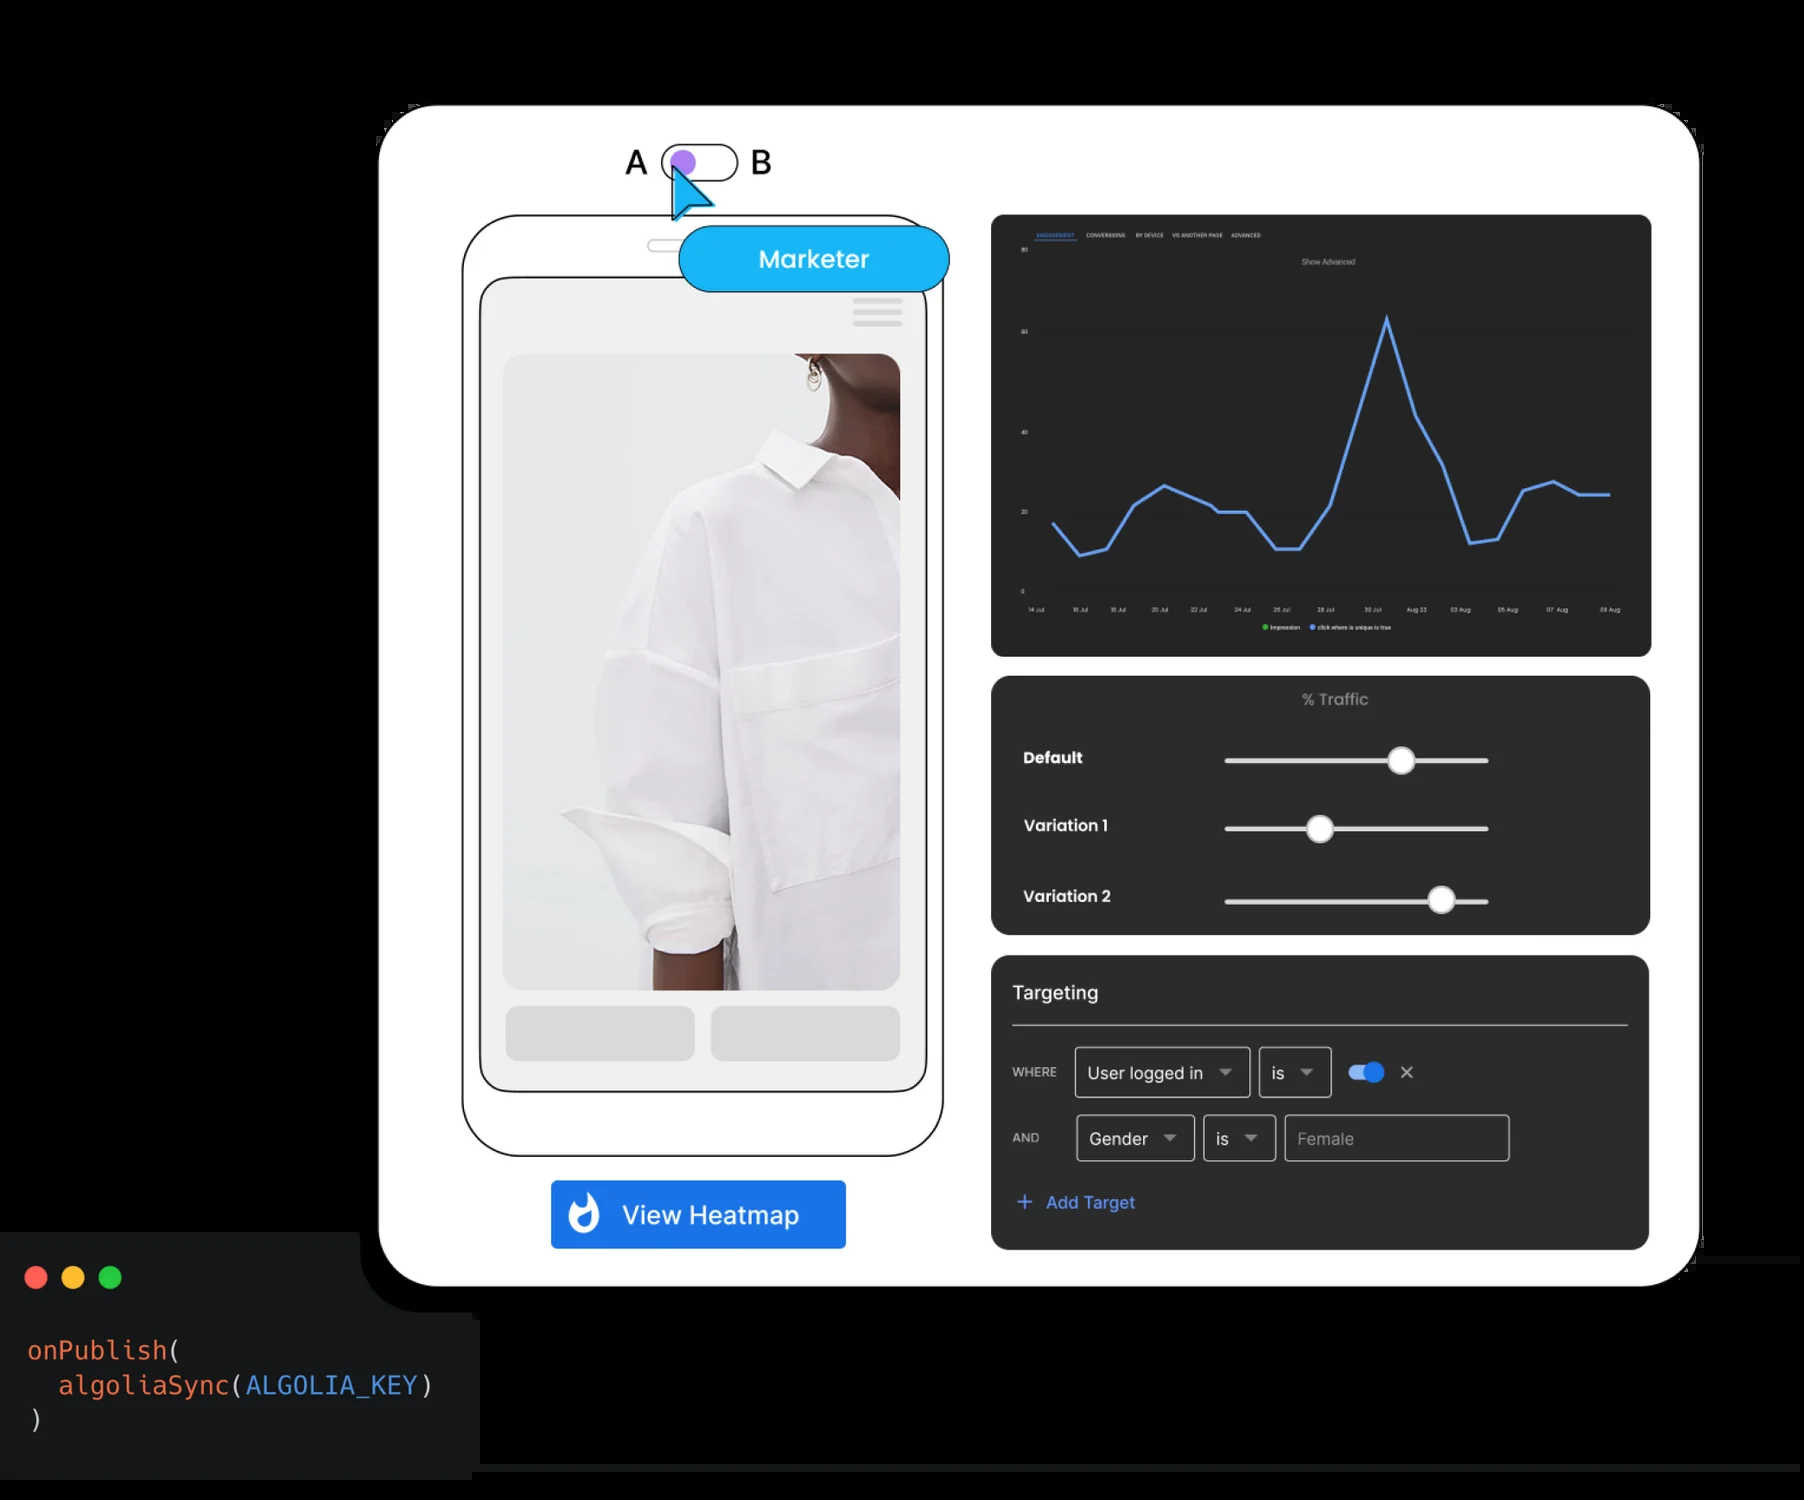 A B
Marketer
ENGAGEMENT CONVERSIONS BY DEVICE VS ANOTHER PAGE ADVANCED
Show Advanced
80
60
40
20
0
14 Jul 16 Jul 18 Jul 20 Jul 22 Jul 24 Jul 26 Jul 28 Jul 30 Jul Aug 23 03 Aug 05 Aug 07 Aug 09 Aug
Impression click where is unique is true
% Traffic
Default
Variation 1
Variation 2
Targeting
WHERE User logged in is
AND Gender is Female
+ Add Target
View Heatmap
onPublish(
algoliaSync(ALGOLIA_KEY)
)